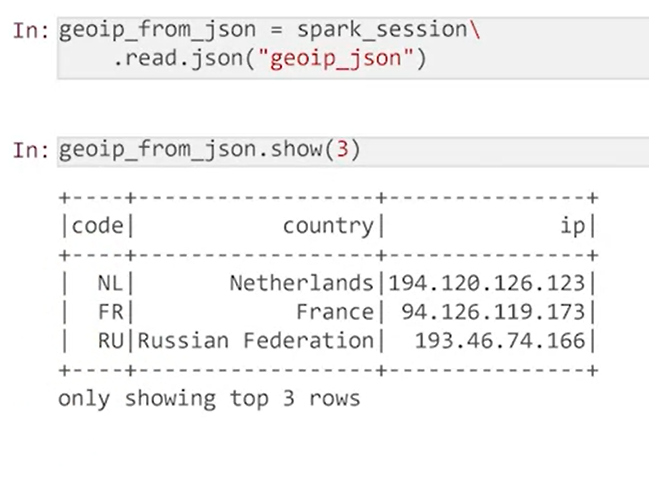 In: geoip_from_json = spark_session\
.read.json("geoip_json")
In: geoip_from_json.show(3)
+----+------------------+---------------+
|code|           country|             ip|
+----+------------------+---------------+
|  NL|       Netherlands|194.120.126.123|
|  FR|            France| 94.126.119.173|
|  RU|Russian Federation|  193.46.74.166|
+----+------------------+---------------+
only showing top 3 rows